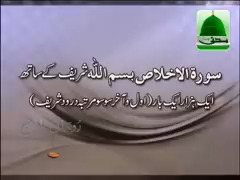 سورۃ الاخلاص بسم اللہ شریف کے ساتھ
ایک ہزار ایک بار (اول و آخر سو سو مرتبہ درود شریف)